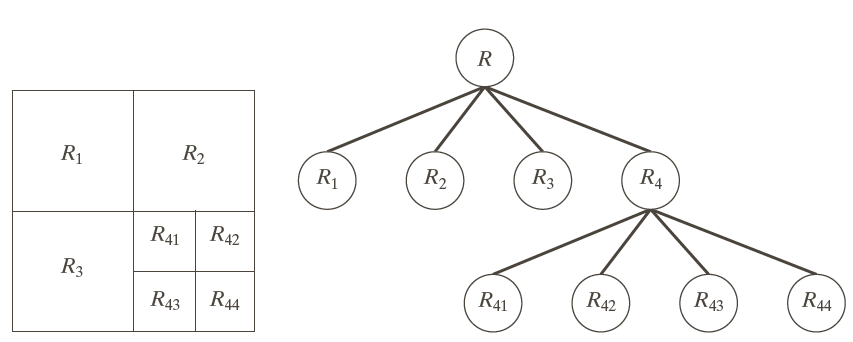 R
R₁ R₂
R₁ R₂ R₃ R₄
R₄₁ R₄₂
R₃
R₄₃ R₄₄
R₄₁ R₄₂ R₄₃ R₄₄